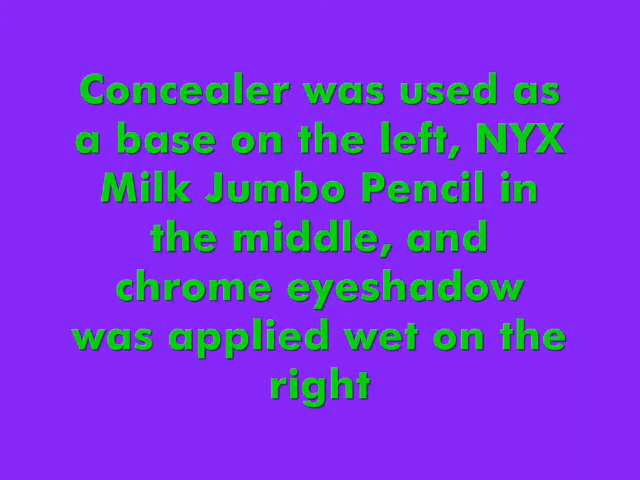 Concealer was used as
a base on the left, NYX
Milk Jumbo Pencil in
the middle, and
chrome eyeshadow
was applied wet on the
right